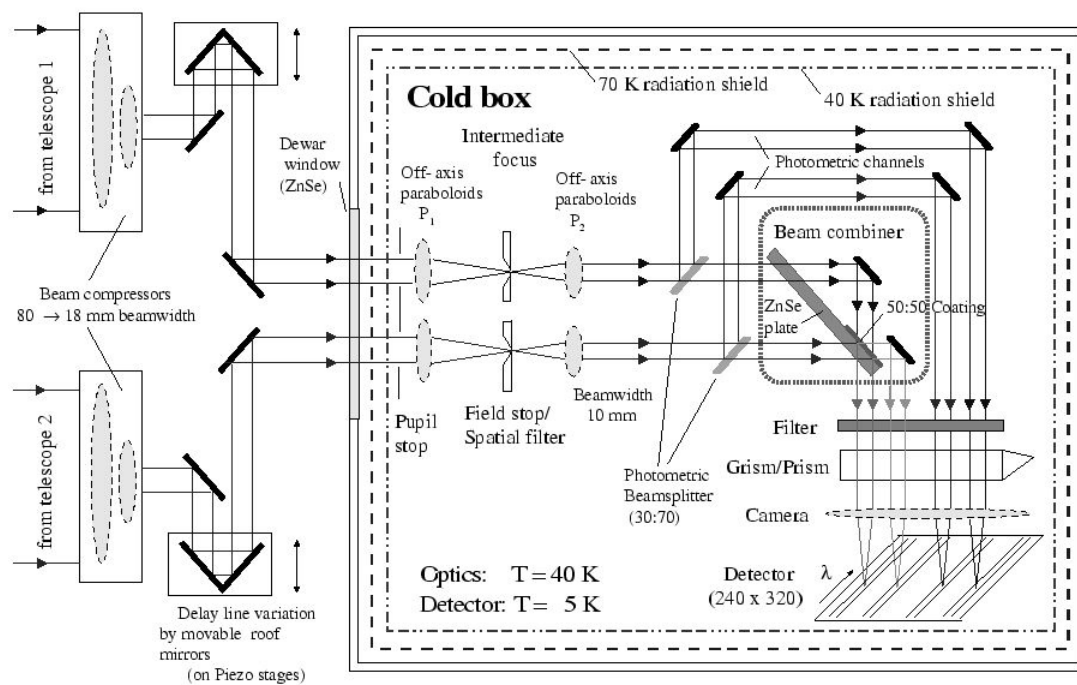 from telescope 1
Beam compressors
80 → 18 mm beamwidth
from telescope 2
Delay line variation
by movable roof
mirrors
(on Piezo stages)
Dewar
window
(ZnSe)
Cold box
70 K radiation shield
40 K radiation shield
Intermediate
focus
Off-axis
paraboloids
P1
Off-axis
paraboloids
P2
Photometric channels
Beam combiner
ZnSe
plate
50:50 Coating
Pupil
stop
Field stop/
Spatial filter
Beamwidth
10 mm
Photometric
Beamsplitter
(30:70)
Filter
Grism/Prism
Camera
Detector
(240 x 320)
λ
Optics: T = 40 K
Detector: T = 5 K